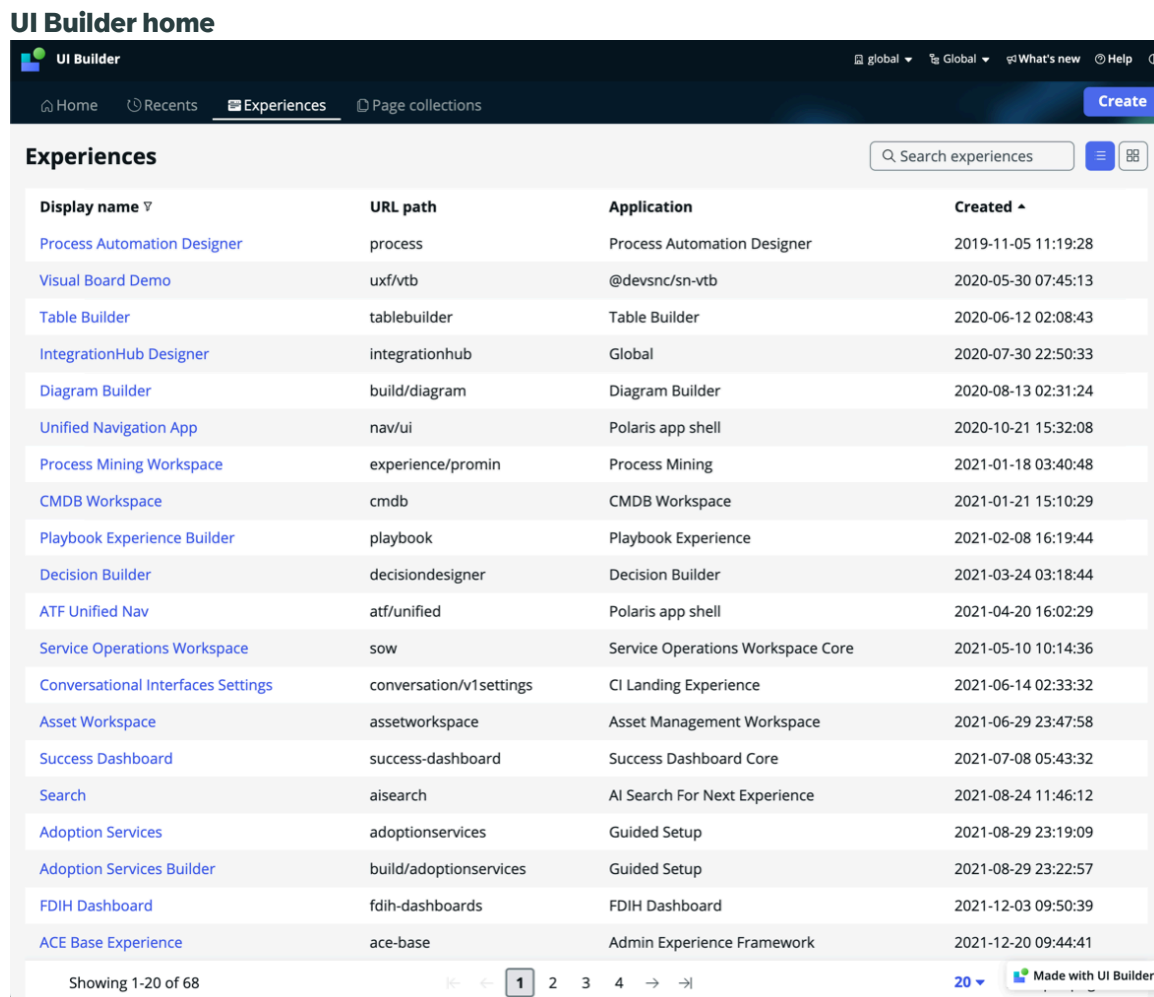 UI Builder home
UI Builder global Global What's new Help
Home Recents Experiences Page collections Create
Experiences Search experiences
Display name URL path Application Created
Process Automation Designer process Process Automation Designer 2019-11-05 11:19:28
Visual Board Demo uxf/vtb @devsnc/sn-vtb 2020-05-30 07:45:13
Table Builder tablebuilder Table Builder 2020-06-12 02:08:43
IntegrationHub Designer integrationhub Global 2020-07-30 22:50:33
Diagram Builder build/diagram Diagram Builder 2020-08-13 02:31:24
Unified Navigation App nav/ui Polaris app shell 2020-10-21 15:32:08
Process Mining Workspace experience/promin Process Mining 2021-01-18 03:40:48
CMDB Workspace cmdb CMDB Workspace 2021-01-21 15:10:29
Playbook Experience Builder playbook Playbook Experience 2021-02-08 16:19:44
Decision Builder decisiondesigner Decision Builder 2021-03-24 03:18:44
ATF Unified Nav atf/unified Polaris app shell 2021-04-20 16:02:29
Service Operations Workspace sow Service Operations Workspace Core 2021-05-10 10:14:36
Conversational Interfaces Settings conversation/v1settings CI Landing Experience 2021-06-14 02:33:32
Asset Workspace assetworkspace Asset Management Workspace 2021-06-29 23:47:58
Success Dashboard success-dashboard Success Dashboard Core 2021-07-08 05:43:32
Search aisearch AI Search For Next Experience 2021-08-24 11:46:12
Adoption Services adoptionservices Guided Setup 2021-08-29 23:19:09
Adoption Services Builder build/adoptionservices Guided Setup 2021-08-29 23:22:57
FDIH Dashboard fdih-dashboards FDIH Dashboard 2021-12-03 09:50:39
ACE Base Experience ace-base Admin Experience Framework 2021-12-20 09:44:41
Showing 1-20 of 68 1 2 3 4 20 Made with UI Builder